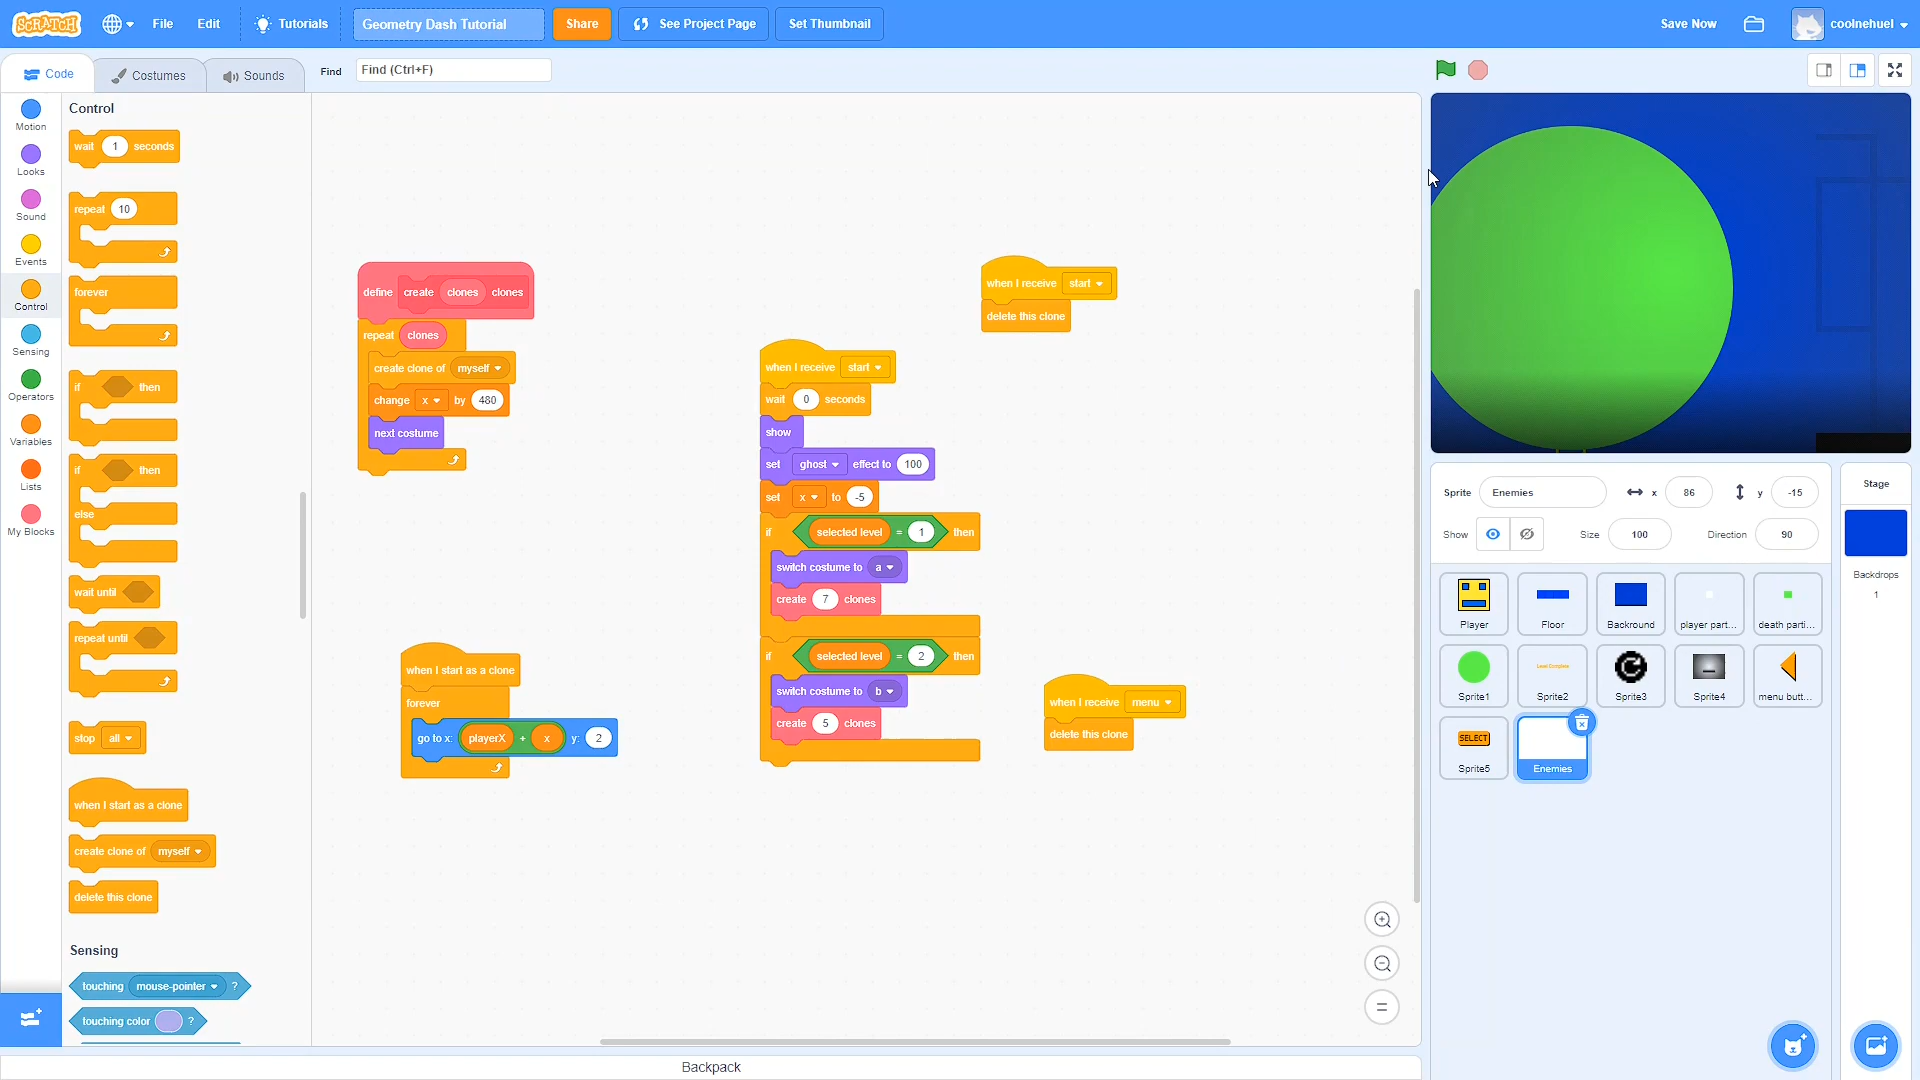 SCRATCH File Edit Tutorials Geometry Dash Tutorial Share See Project Page Set Thumbnail Save Now coolnehuel
Code Costumes Sounds Find Find (Ctrl+F)
Motion
Looks
Sound
Events
Control
Sensing
Operators
Variables
Lists
My Blocks
Control
wait 1 seconds
repeat 10
forever
if then
if then
else
wait until
repeat until
stop all
when I start as a clone
create clone of myself
delete this clone
Sensing
touching mouse-pointer ?
touching color ?
define create clones clones
repeat clones
create clone of myself
change x by 480
next costume
when I start as a clone
forever
go to x: playerX + x y: 2
when I receive start
wait 0 seconds
show
set ghost effect to 100
set x to -5
if selected level = 1 then
switch costume to a
create 7 clones
if selected level = 2 then
switch costume to b
create 5 clones
when I receive start
delete this clone
when I receive menu
delete this clone
Backpack
Sprite Enemies x 86 y -15
Show Size 100 Direction 90
Player Floor Backround player part... death parti...
Sprite1 Level Complete Sprite2 Sprite3 Sprite4 menu butt...
SELECT
Sprite5 Enemies
Stage
Backdrops
1